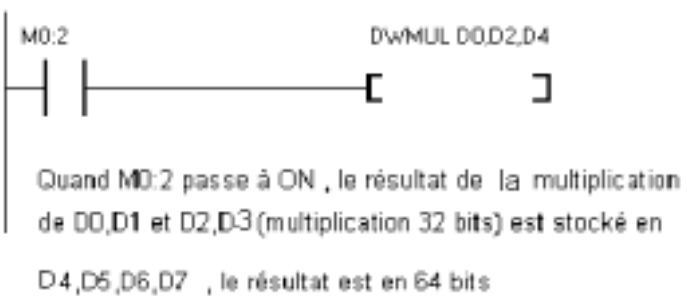 M0:2 DWMUL D0,D2,D4
Quand M0:2 passe à ON , le résultat de la multiplication
de D0,D1 et D2,D3 (multiplication 32 bits) est stocké en
D4,D5,D6,D7 , le résultat est en 64 bits